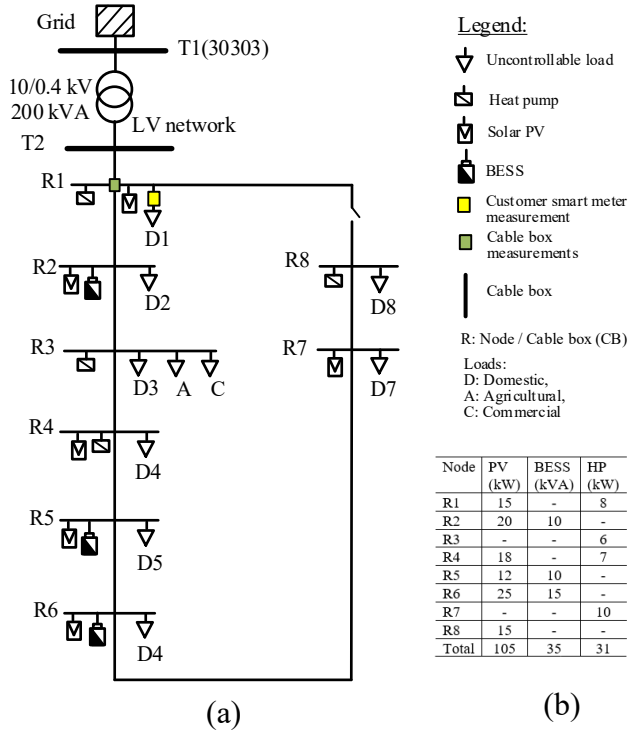 Grid
T1(30303)
10/0.4 kV
200 kVA
LV network
T2
R1
D1
R2
D2
R8
D8
R3
D3 A C
R7
D7
R4
D4
R5
D5
R6
D4
(a)
Legend:
Uncontrollable load
Heat pump
Solar PV
BESS
Customer smart meter
measurement
Cable box
measurements
Cable box
R: Node / Cable box (CB)
Loads:
D: Domestic,
A: Agricultural,
C: Commercial
Node PV BESS HP
(kW) (kVA) (kW)
R1 15 - 8
R2 20 10 -
R3 - - 6
R4 18 - 7
R5 12 10 -
R6 25 15 -
R7 - - 10
R8 15 - -
Total 105 35 31
(b)